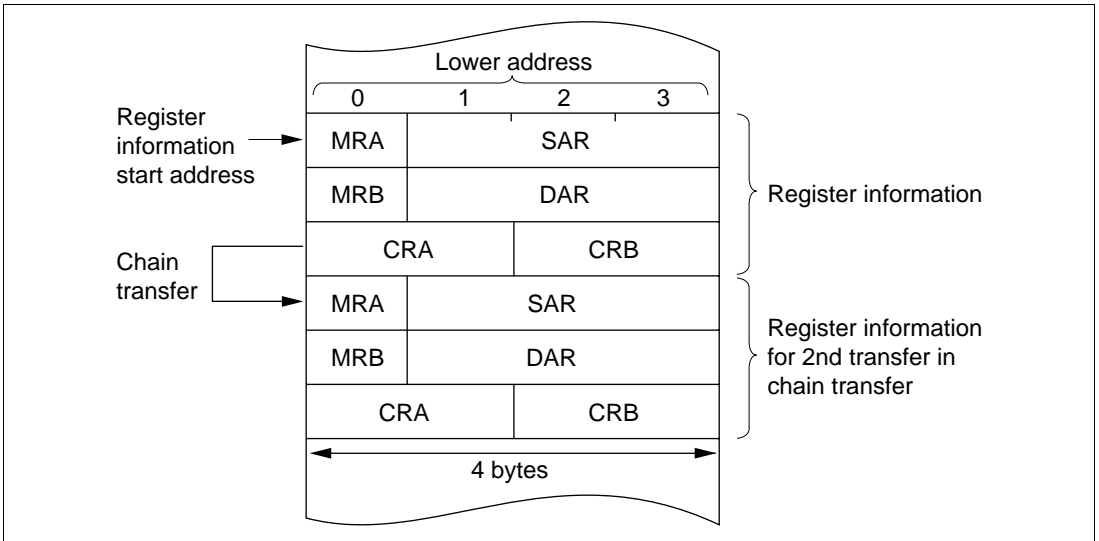 Lower address
0 1 2 3
Register
information
start address
MRA SAR
MRB DAR
Register information
CRA CRB
Chain
transfer
MRA SAR
Register information
for 2nd transfer in
chain transfer
MRB DAR
CRA CRB
4 bytes